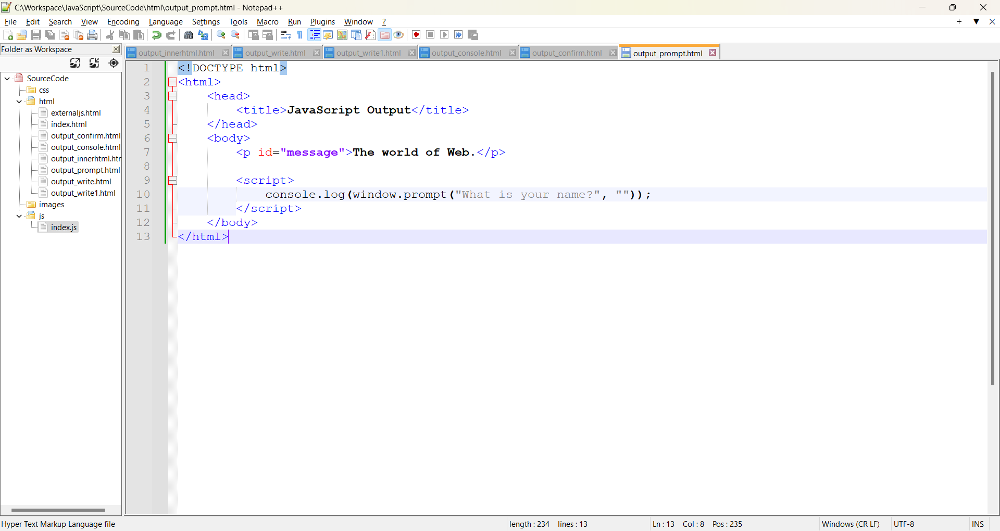 C:\Workspace\JavaScript\SourceCode\html\output_prompt.html - Notepad++
File Edit Search View Encoding Language Settings Tools Macro Run Plugins Window ?
Folder as Workspace
output_innerhtml.html output_write.html output_write1.html output_console.html output_confirm.html output_prompt.html
SourceCode
css
html
externaljs.html
index.html
output_confirm.html
output_console.html
output_innerhtml.htm
output_prompt.html
output_write.html
output_write1.html
images
js
index.js
1 <!DOCTYPE html>
2 <html>
3 <head>
4 <title>JavaScript Output</title>
5 </head>
6 <body>
7 <p id="message">The world of Web.</p>
8
9 <script>
10 console.log(window.prompt("What is your name?", ""));
11 </script>
12 </body>
13 </html>
Hyper Text Markup Language file length : 234 lines : 13 Ln : 13 Col : 8 Pos : 235 Windows (CR LF) UTF-8 INS